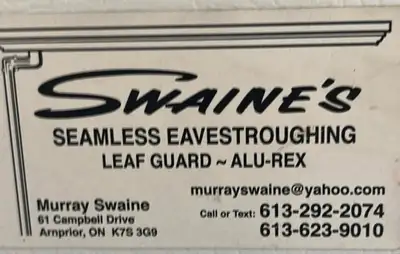 SWAINE'S
SEAMLESS EAVESTROUGHING
LEAF GUARD ~ ALU-REX
murrayswaine@yahoo.com
Murray Swaine
61 Campbell Drive
Arnprior, ON K7S 3G9
Call or Text: 613-292-2074
613-623-9010